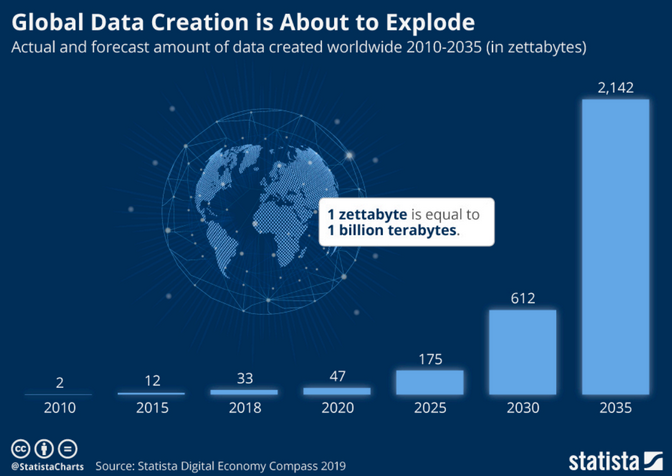 Global Data Creation is About to Explode
Actual and forecast amount of data created worldwide 2010-2035 (in zettabytes)
2,142
1 zettabyte is equal to
1 billion terabytes.
612
175
47
33
12
2
2010 2015 2018 2020 2025 2030 2035
cc
@StatistaCharts Source: Statista Digital Economy Compass 2019
statista